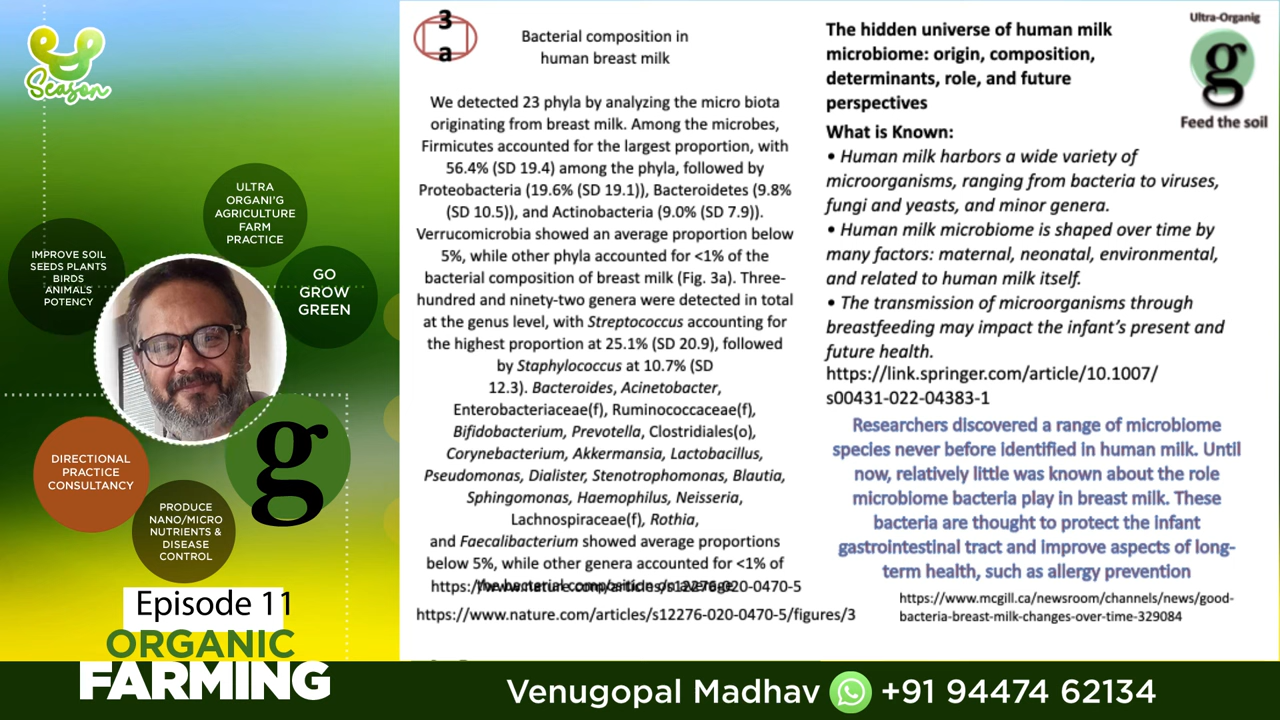 Season
ULTRA
ORGANI'G
AGRICULTURE
FARM
PRACTICE
IMPROVE SOIL
SEEDS PLANTS
BIRDS
ANIMALS
POTENCY
GO
GROW
GREEN
g
DIRECTIONAL
PRACTICE
CONSULTANCY
PRODUCE
NANO/MICRO
NUTRIENTS &
DISEASE
CONTROL
Episode 11
ORGANIC
FARMING
3
a
Bacterial composition in
human breast milk
We detected 23 phyla by analyzing the micro biota
originating from breast milk. Among the microbes,
Firmicutes accounted for the largest proportion, with
56.4% (SD 19.4) among the phyla, followed by
Proteobacteria (19.6% (SD 19.1)), Bacteroidetes (9.8%
(SD 10.5)), and Actinobacteria (9.0% (SD 7.9)).
Verrucomicrobia showed an average proportion below
5%, while other phyla accounted for <1% of the
bacterial composition of breast milk (Fig. 3a). Three-
hundred and ninety-two genera were detected in total
at the genus level, with Streptococcus accounting for
the highest proportion at 25.1% (SD 20.9), followed
by Staphylococcus at 10.7% (SD
12.3). Bacteroides, Acinetobacter,
Enterobacteriaceae(f), Ruminococcaceae(f),
Bifidobacterium, Prevotella, Clostridiales(o),
Corynebacterium, Akkermansia, Lactobacillus,
Pseudomonas, Dialister, Stenotrophomonas, Blautia,
Sphingomonas, Haemophilus, Neisseria,
Lachnospiraceae(f), Rothia,
and Faecalibacterium showed average proportions
below 5%, while other genera accounted for <1% of
the bacterial composition on average
https://www.nature.com/articles/s12276-020-0470-5
https://www.nature.com/articles/s12276-020-0470-5/figures/3
The hidden universe of human milk
microbiome: origin, composition,
determinants, role, and future
perspectives
What is Known:
• Human milk harbors a wide variety of
microorganisms, ranging from bacteria to viruses,
fungi and yeasts, and minor genera.
• Human milk microbiome is shaped over time by
many factors: maternal, neonatal, environmental,
and related to human milk itself.
• The transmission of microorganisms through
breastfeeding may impact the infant's present and
future health.
https://link.springer.com/article/10.1007/
s00431-022-04383-1
Researchers discovered a range of microbiome
species never before identified in human milk. Until
now, relatively little was known about the role
microbiome bacteria play in breast milk. These
bacteria are thought to protect the infant
gastrointestinal tract and improve aspects of long-
term health, such as allergy prevention
https://www.mcgill.ca/newsroom/channels/news/good-
bacteria-breast-milk-changes-over-time-329084
Ultra-Organig
g
Feed the soil
Venugopal Madhav +91 94474 62134